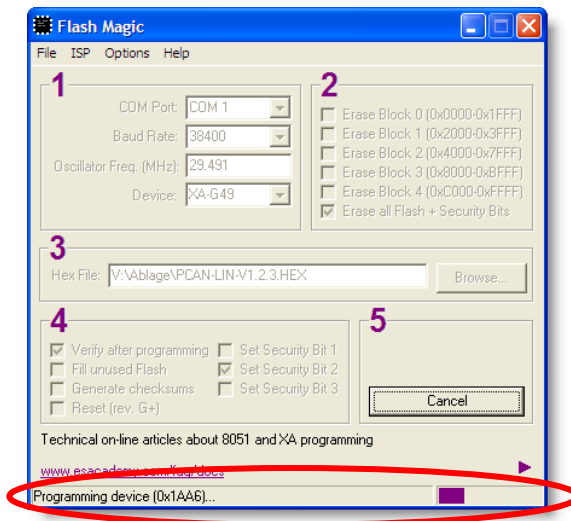 Flash Magic
File ISP Options Help
1
COM Port: COM 1
Baud Rate: 38400
Oscillator Freq. (MHz): 29.491
Device: XA-G49
2
Erase Block 0 (0x0000-0x1FFF)
Erase Block 1 (0x2000-0x3FFF)
Erase Block 2 (0x4000-0x7FFF)
Erase Block 3 (0x8000-0xBFFF)
Erase Block 4 (0xC000-0xFFFF)
Erase all Flash + Security Bits
3
Hex File: V:\Ablage\PCAN-LIN-V1.2.3.HEX Browse...
4
Verify after programming Set Security Bit 1
Fill unused Flash Set Security Bit 2
Generate checksums Set Security Bit 3
Reset (rev. G+)
5
Cancel
Technical on-line articles about 8051 and XA programming
www.esacademy.com/faq/docs
Programming device (0x1AA6)...